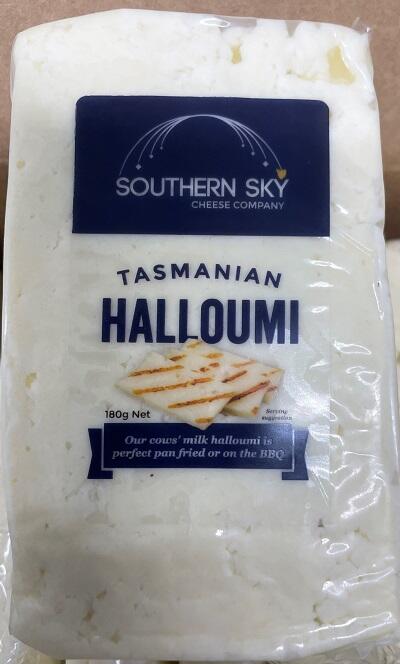 SOUTHERN SKY
CHEESE COMPANY
TASMANIAN
HALLOUMI
180g Net
Serving
suggestion
Our cows' milk halloumi is
perfect pan fried or on the BBQ